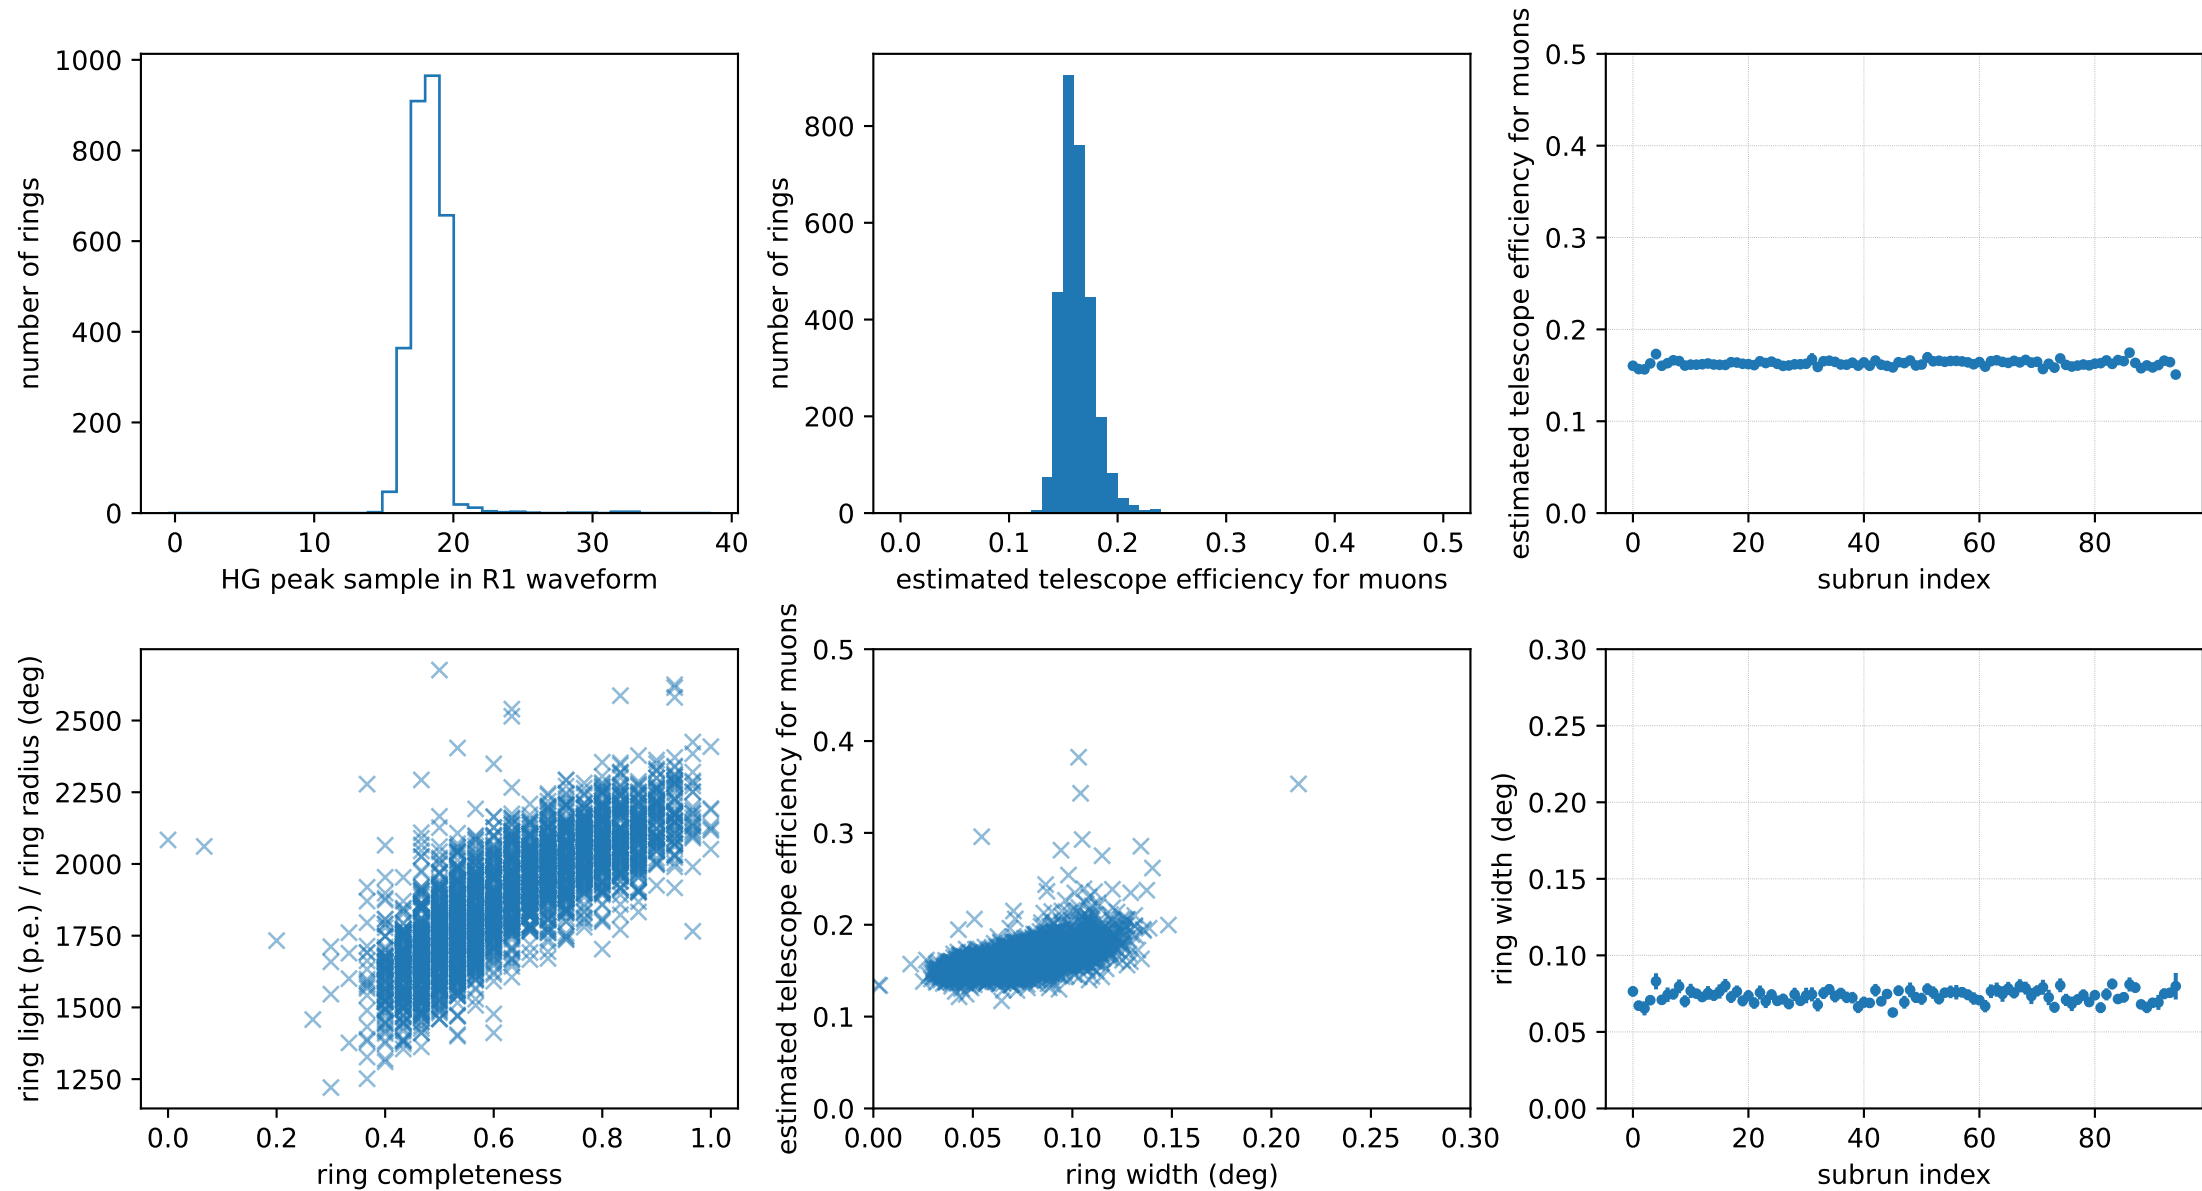 1000
800
600
400
200
0
number of rings
0 10 20 30 40
HG peak sample in R1 waveform
800
600
400
200
0
number of rings
0.0 0.1 0.2 0.3 0.4 0.5
estimated telescope efficiency for muons
0.5
0.4
0.3
0.2
0.1
0.0
estimated telescope efficiency for muons
0 20 40 60 80
subrun index
2500
2250
2000
1750
1500
1250
ring light (p.e.) / ring radius (deg)
0.0 0.2 0.4 0.6 0.8 1.0
ring completeness
0.5
0.4
0.3
0.2
0.1
0.0
estimated telescope efficiency for muons
0.00 0.05 0.10 0.15 0.20 0.25 0.30
ring width (deg)
0.30
0.25
0.20
0.15
0.10
0.05
0.00
ring width (deg)
0 20 40 60 80
subrun index